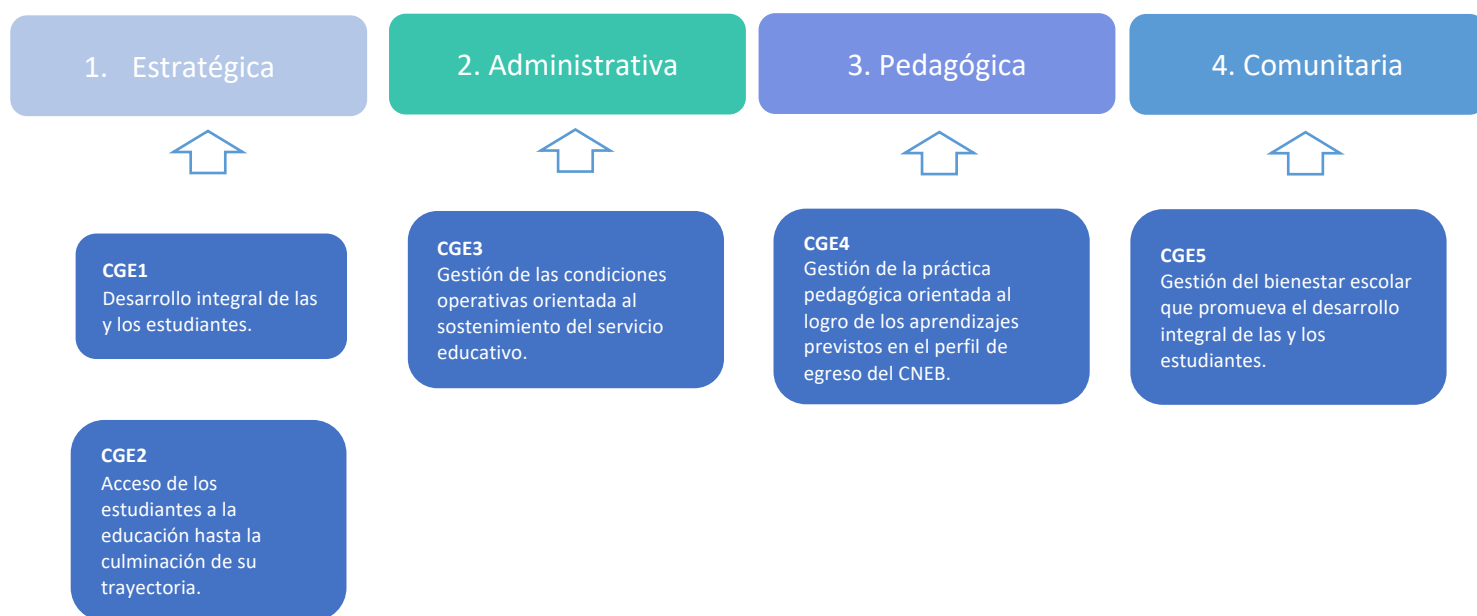 1. Estratégica
2. Administrativa
3. Pedagógica
4. Comunitaria
CGE1
Desarrollo integral de las
y los estudiantes.
CGE2
Acceso de los
estudiantes a la
educación hasta la
culminación de su
trayectoria.
CGE3
Gestión de las condiciones
operativas orientada al
sostenimiento del servicio
educativo.
CGE4
Gestión de la práctica
pedagógica orientada al
logro de los aprendizajes
previstos en el perfil de
egreso del CNEB.
CGE5
Gestión del bienestar escolar
que promueva el desarrollo
integral de las y los
estudiantes.